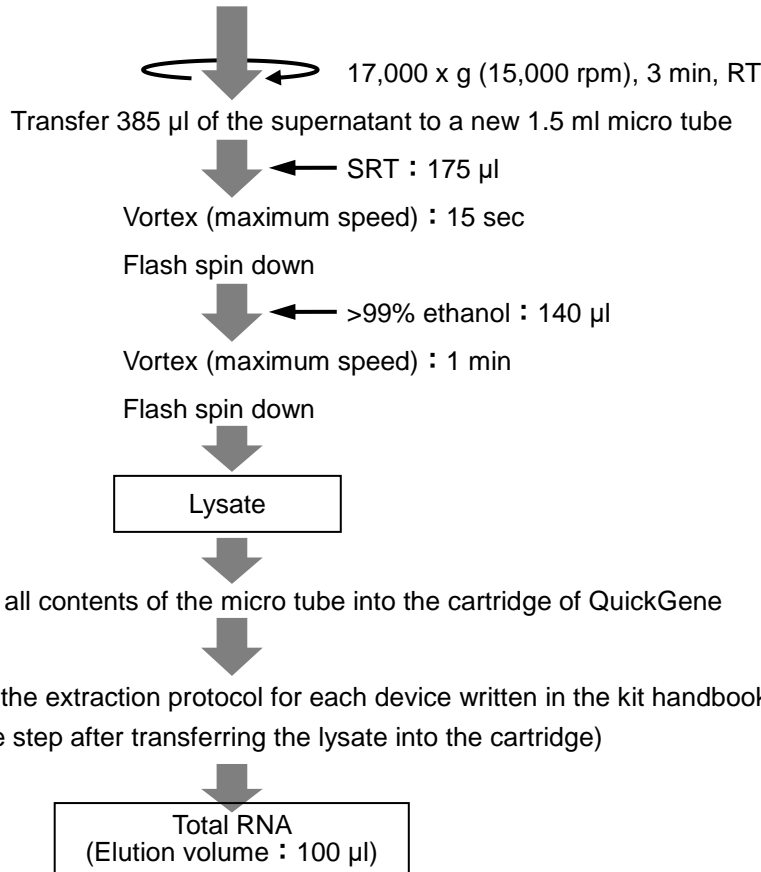 17,000 x g (15,000 rpm), 3 min, RT
Transfer 385 µl of the supernatant to a new 1.5 ml micro tube
SRT：175 µl
Vortex (maximum speed)：15 sec
Flash spin down
>99% ethanol：140 µl
Vortex (maximum speed)：1 min
Flash spin down
Lysate
all contents of the micro tube into the cartridge of QuickGene
the extraction protocol for each device written in the kit handbook
step after transferring the lysate into the cartridge)
Total RNA
(Elution volume：100 µl)